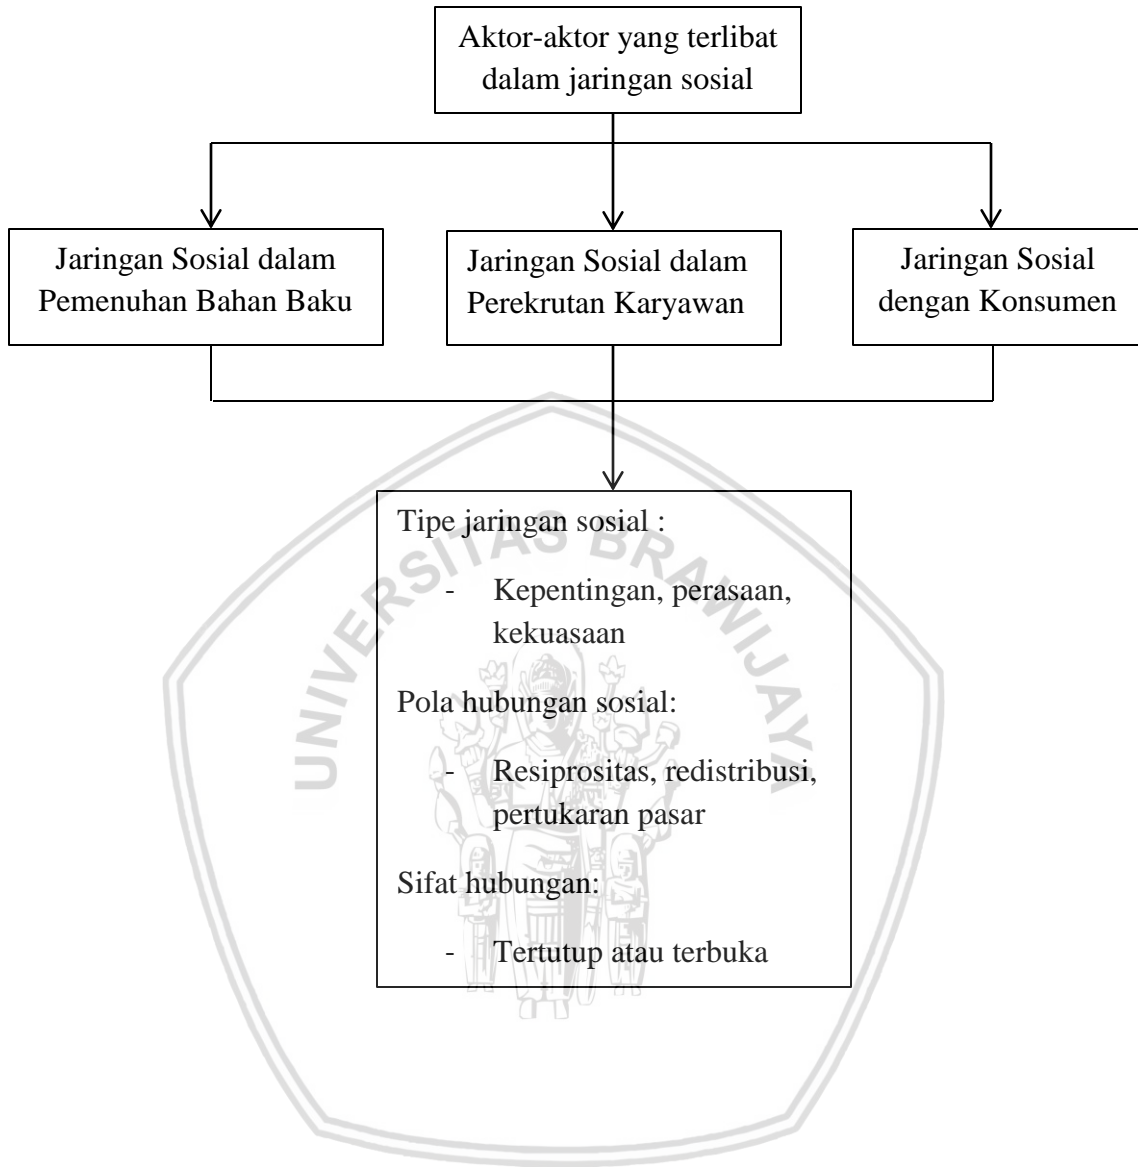 Aktor-aktor yang terlibat
dalam jaringan sosial
Jaringan Sosial dalam
Pemenuhan Bahan Baku
Jaringan Sosial dalam
Perekrutan Karyawan
Jaringan Sosial
dengan Konsumen
Tipe jaringan sosial :
- Kepentingan, perasaan,
kekuasaan
Pola hubungan sosial:
- Resiprositas, redistribusi,
pertukaran pasar
Sifat hubungan:
- Tertutup atau terbuka
UNIVERSITAS BRAWIJAYA